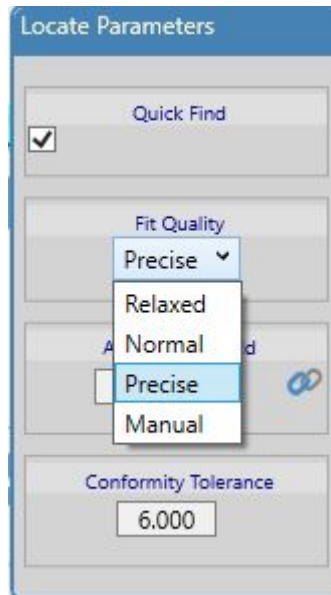 Locate Parameters
Quick Find
Fit Quality
Precise
Relaxed
Normal
Precise
Manual
Conformity Tolerance
6.000